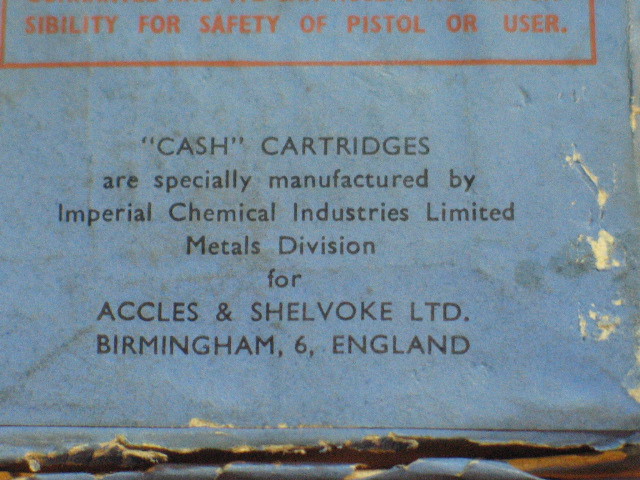 SIBILITY FOR SAFETY OF PISTOL OR USER.
"CASH" CARTRIDGES
are specially manufactured by
Imperial Chemical Industries Limited
Metals Division
for
ACCLES & SHELVOKE LTD.
BIRMINGHAM, 6, ENGLAND